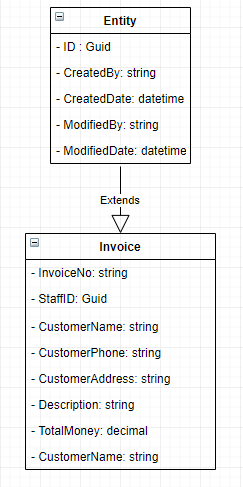 Entity
- ID : Guid
- CreatedBy: string
- CreatedDate: datetime
- ModifiedBy: string
- ModifiedDate: datetime
Extends
Invoice
- InvoiceNo: string
- StaffID: Guid
- CustomerName: string
- CustomerPhone: string
- CustomerAddress: string
- Description: string
- TotalMoney: decimal
- CustomerName: string